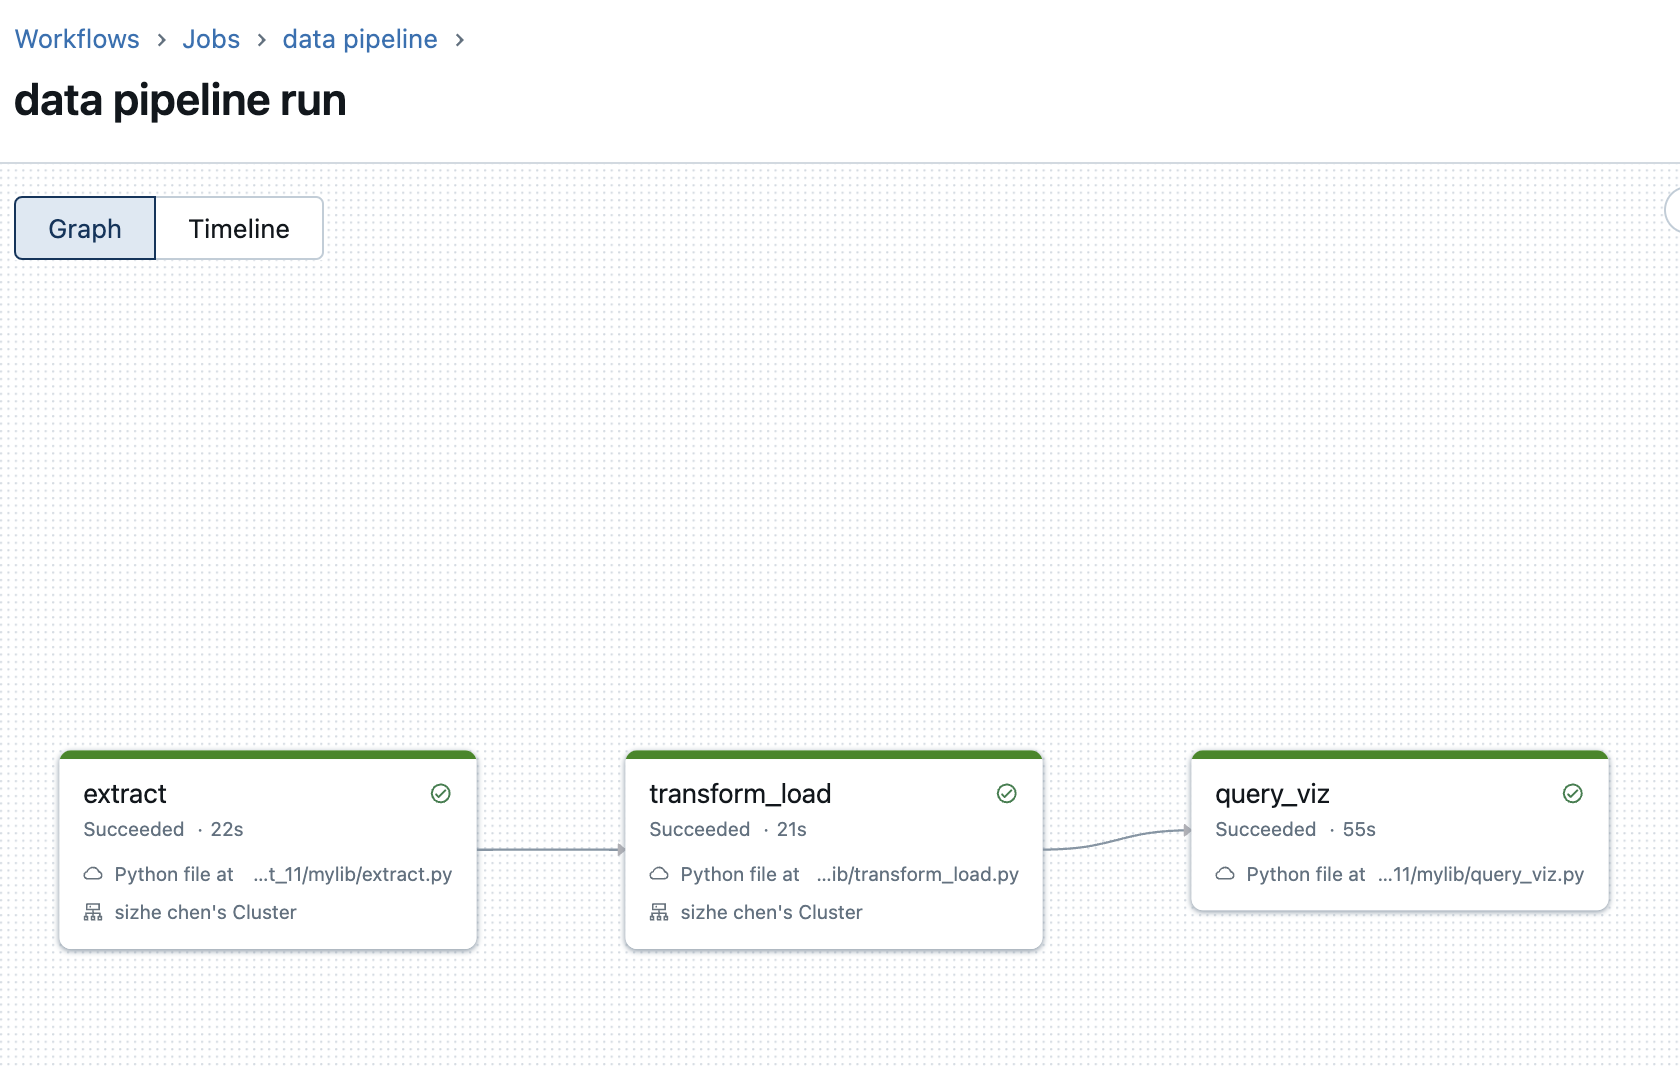 Workflows > Jobs > data pipeline >
data pipeline run
Graph Timeline
extract
Succeeded · 22s
Python file at ...t_11/mylib/extract.py
sizhe chen's Cluster
transform_load
Succeeded · 21s
Python file at ...ib/transform_load.py
sizhe chen's Cluster
query_viz
Succeeded · 55s
Python file at ...11/mylib/query_viz.py